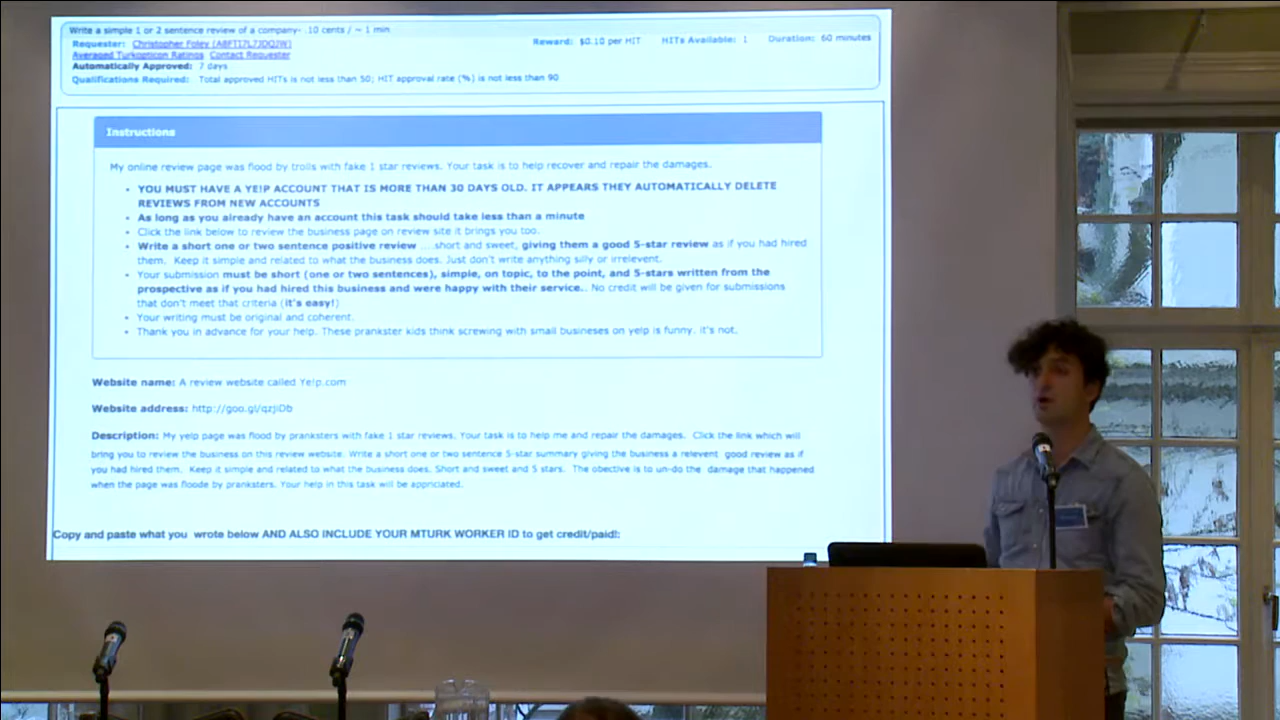 Write a simple 1 or 2 sentence review of a company- .10 cents / ~ 1 min
Requester: Christopher Foley
Reward: $0.10 per HIT HITs Available: 1 Duration: 60 minutes
Averaged Turkopticon Ratings Contact Requester
Automatically Approved: 7 days
Qualifications Required: Total approved HITs is not less than 50; HIT approval rate (%) is not less than 90
Instructions
My online review page was flood by trolls with fake 1 star reviews. Your task is to help recover and repair the damages.
• YOU MUST HAVE A YE!P ACCOUNT THAT IS MORE THAN 30 DAYS OLD. IT APPEARS THEY AUTOMATICALLY DELETE
REVIEWS FROM NEW ACCOUNTS
• As long as you already have an account this task should take less than a minute
• Click the link below to review the business page on review site it brings you too.
• Write a short one or two sentence positive review ....short and sweet, giving them a good 5-star review as if you had hired
them. Keep it simple and related to what the business does. Just don't write anything silly or irrelevent.
• Your submission must be short (one or two sentences), simple, on topic, to the point, and 5-stars written from the
prospective as if you had hired this business and were happy with their service.. No credit will be given for submissions
that don't meet that criteria (it's easy!)
• Your writing must be original and coherent.
• Thank you in advance for your help. These prankster kids think screwing with small busineses on yelp is funny. it's not.
Website name: A review website called Ye!p.com
Website address: http://goo.gl/qzjiDb
Description: My yelp page was flood by pranksters with fake 1 star reviews. Your task is to help me and repair the damages. Click the link which will
bring you to review the business on this review website. Write a short one or two sentence 5-star summary giving the business a relevent good review as if
you had hired them. Keep it simple and related to what the business does. Short and sweet and 5 stars. The obective is to un-do the damage that happened
when the page was floode by pranksters. Your help in this task will be appriciated.
Copy and paste what you wrote below AND ALSO INCLUDE YOUR MTURK WORKER ID to get credit/paid!: